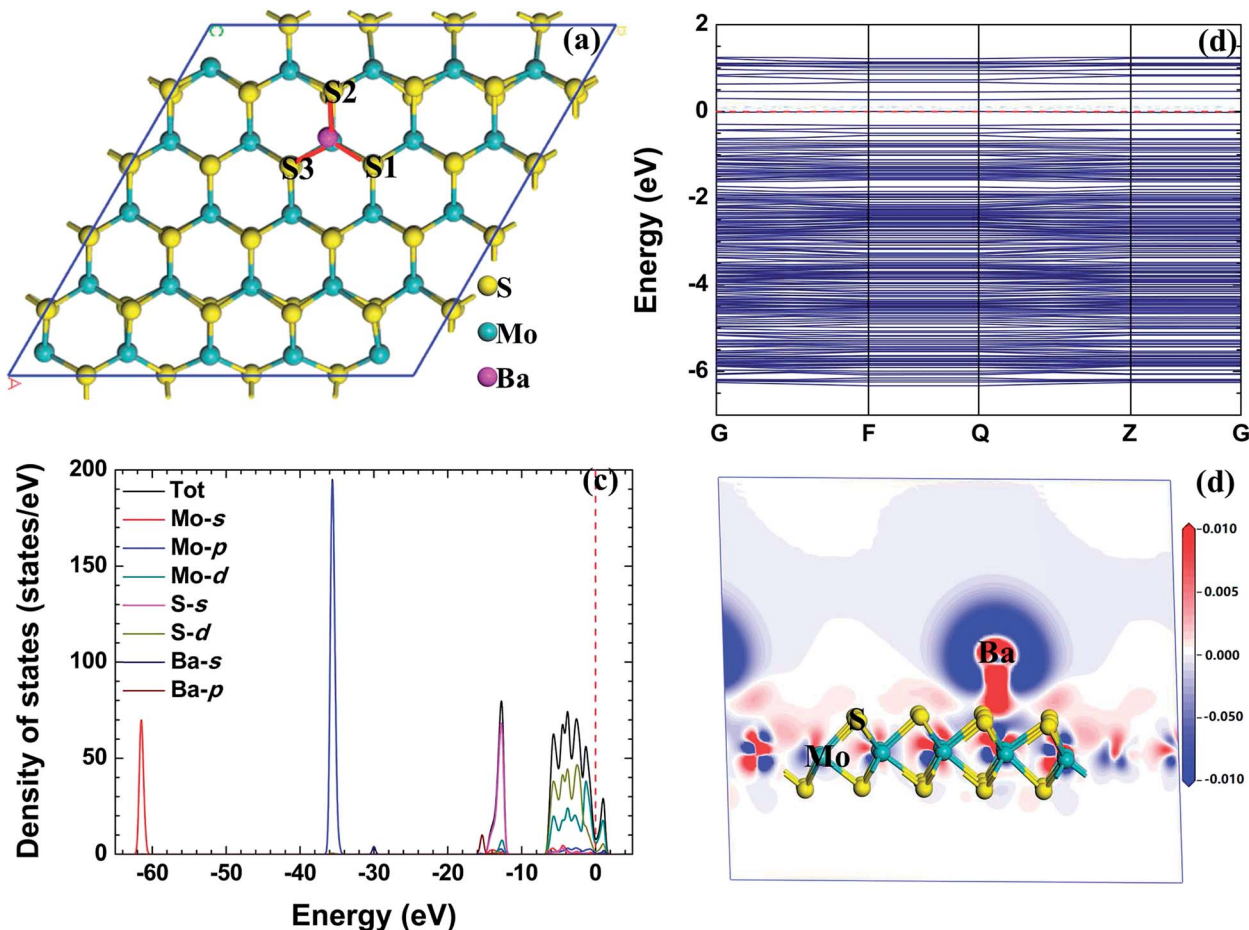 (a)
C
B
S2
S3
S1
S
Mo
Ba
A
(d)
Energy (eV)
2
0
-2
-4
-6
G
F
Q
Z
G
(c)
Density of states (states/eV)
200
150
100
50
0
Tot
Mo-s
Mo-p
Mo-d
S-s
S-d
Ba-s
Ba-p
-60
-50
-40
-30
-20
-10
0
Energy (eV)
(d)
Ba
S
Mo
0.010
0.005
0.000
-0.050
-0.010